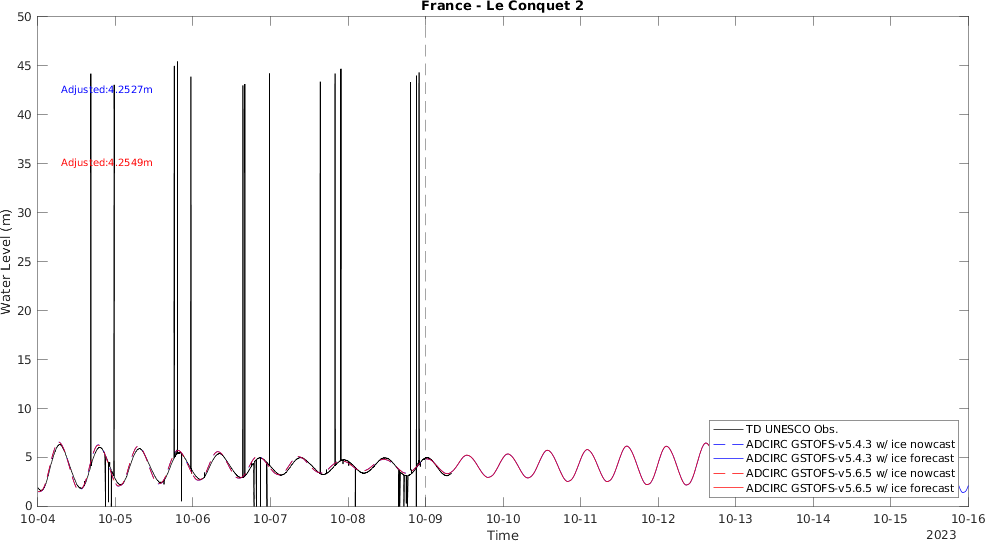 France - Le Conquet 2
50
45
40
35
30
25
20
15
10
5
0
Water Level (m)
Adjusted:4.2527m
Adjusted:4.2549m
TD UNESCO Obs.
ADCIRC GSTOFS-v5.4.3 w/ ice nowcast
ADCIRC GSTOFS-v5.4.3 w/ ice forecast
ADCIRC GSTOFS-v5.6.5 w/ ice nowcast
ADCIRC GSTOFS-v5.6.5 w/ ice forecast
10-04 10-05 10-06 10-07 10-08 10-09 10-10 10-11 10-12 10-13 10-14 10-15 10-16
Time
2023